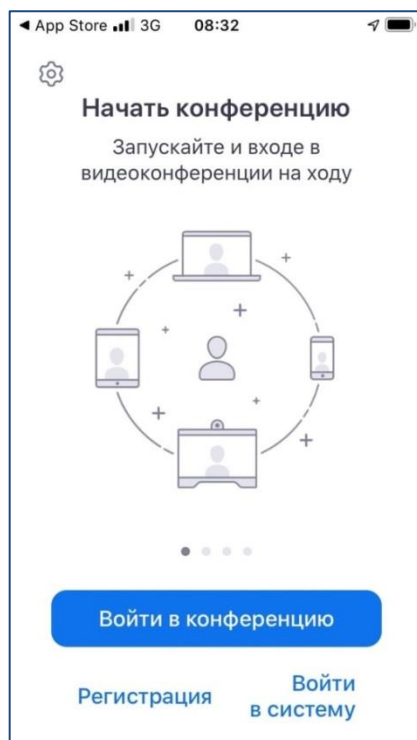 App Store 3G 08:32
Начать конференцию
Запускайте и входе в
видеоконференции на ходу
Войти в конференцию
Регистрация
Войти
в систему